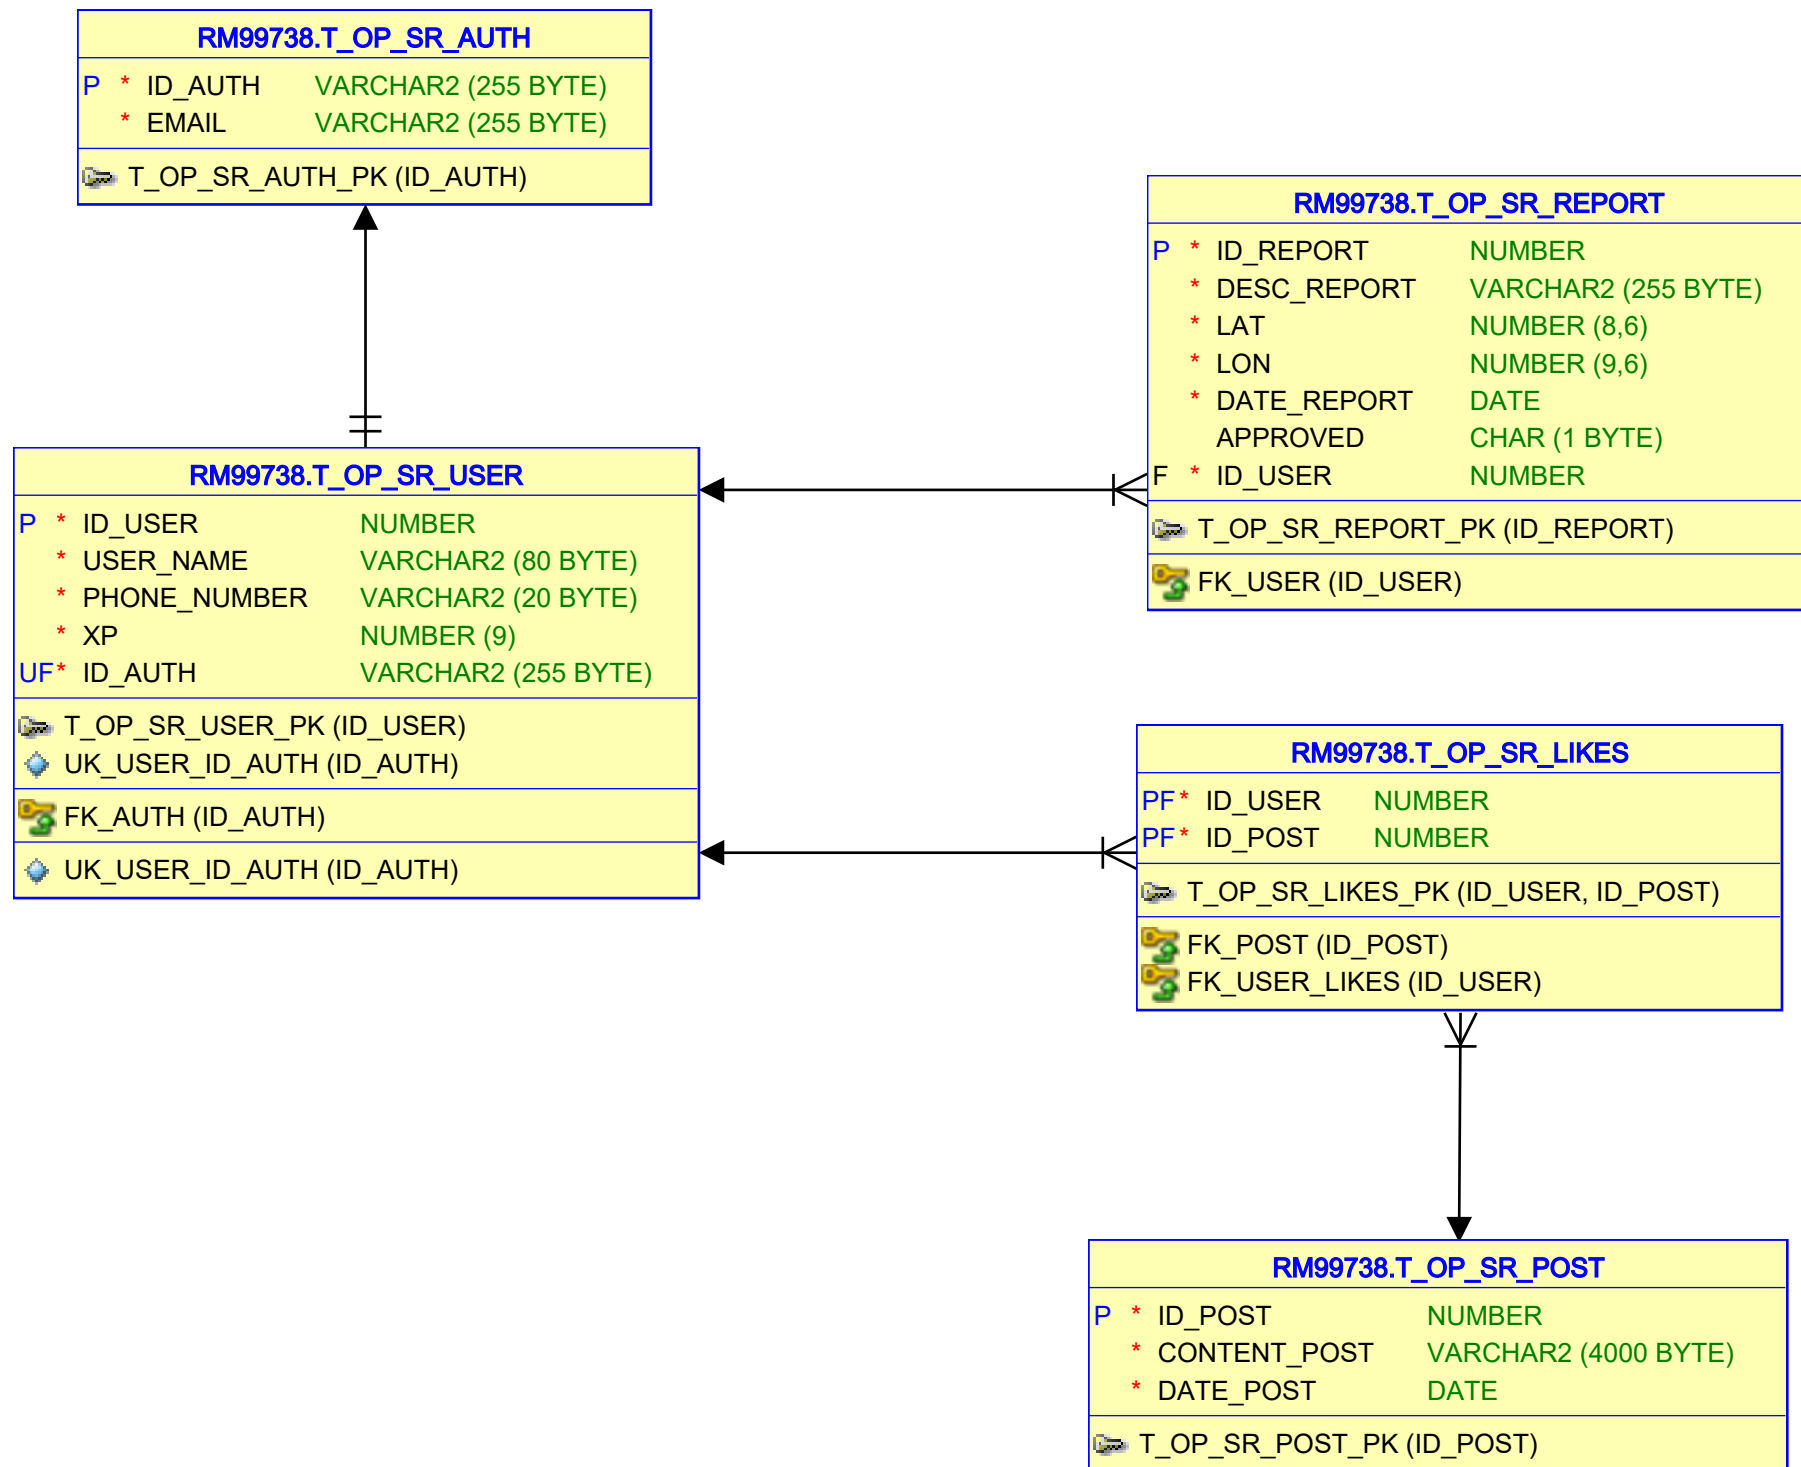 RM99738.T_OP_SR_AUTH
P * ID_AUTH VARCHAR2 (255 BYTE)
* EMAIL VARCHAR2 (255 BYTE)
T_OP_SR_AUTH_PK (ID_AUTH)
RM99738.T_OP_SR_REPORT
P * ID_REPORT NUMBER
* DESC_REPORT VARCHAR2 (255 BYTE)
* LAT NUMBER (8,6)
* LON NUMBER (9,6)
* DATE_REPORT DATE
APPROVED CHAR (1 BYTE)
F * ID_USER NUMBER
T_OP_SR_REPORT_PK (ID_REPORT)
FK_USER (ID_USER)
RM99738.T_OP_SR_USER
P * ID_USER NUMBER
* USER_NAME VARCHAR2 (80 BYTE)
* PHONE_NUMBER VARCHAR2 (20 BYTE)
* XP NUMBER (9)
UF* ID_AUTH VARCHAR2 (255 BYTE)
T_OP_SR_USER_PK (ID_USER)
UK_USER_ID_AUTH (ID_AUTH)
FK_AUTH (ID_AUTH)
UK_USER_ID_AUTH (ID_AUTH)
RM99738.T_OP_SR_LIKES
PF* ID_USER NUMBER
PF* ID_POST NUMBER
T_OP_SR_LIKES_PK (ID_USER, ID_POST)
FK_POST (ID_POST)
FK_USER_LIKES (ID_USER)
RM99738.T_OP_SR_POST
P * ID_POST NUMBER
* CONTENT_POST VARCHAR2 (4000 BYTE)
* DATE_POST DATE
T_OP_SR_POST_PK (ID_POST)